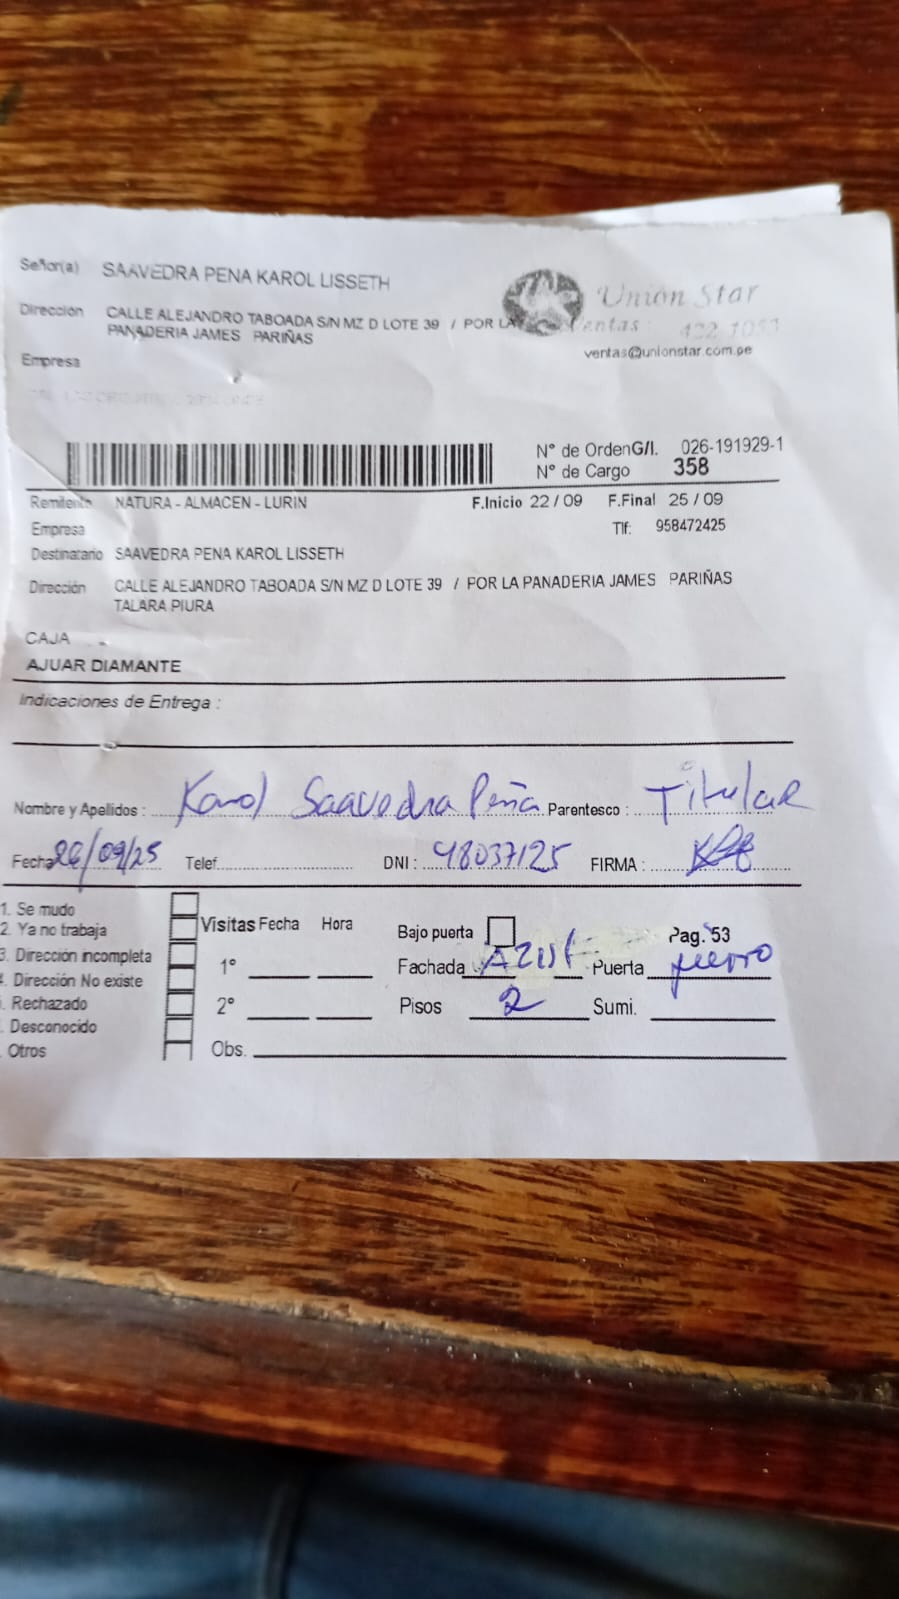 Señor(a) SAAVEDRA PENA KAROL LISSETH
Dirección CALLE ALEJANDRO TABOADA S/N MZ D LOTE 39 / POR LA
PANADERIA JAMES PARIÑAS
Empresa
Union Star
Ventas :
ventas@unionstar.com.pe
N° de OrdenG/I. 026-191929-1
N° de Cargo 358
Remitente NATURA - ALMACEN - LURIN F.Inicio 22 / 09 F.Final 25 / 09
Empresa Tlf: 958472425
Destinatario SAAVEDRA PENA KAROL LISSETH
Dirección CALLE ALEJANDRO TABOADA S/N MZ D LOTE 39 / POR LA PANADERIA JAMES PARIÑAS
TALARA PIURA
CAJA
AJUAR DIAMANTE
Indicaciones de Entrega :
Nombre y Apellidos : Karol Saavedra Peña Parentesco : Titular
Fecha 26/09/25 Telef. DNI : 48037125 FIRMA :
1. Se mudo
2. Ya no trabaja
3. Dirección incompleta
. Dirección No existe
. Rechazado
. Desconocido
. Otros
Visitas Fecha Hora
1°
2°
Obs.
Bajo puerta Pag. 53
Fachada AZUL Puerta fierro
Pisos 2 Sumi.